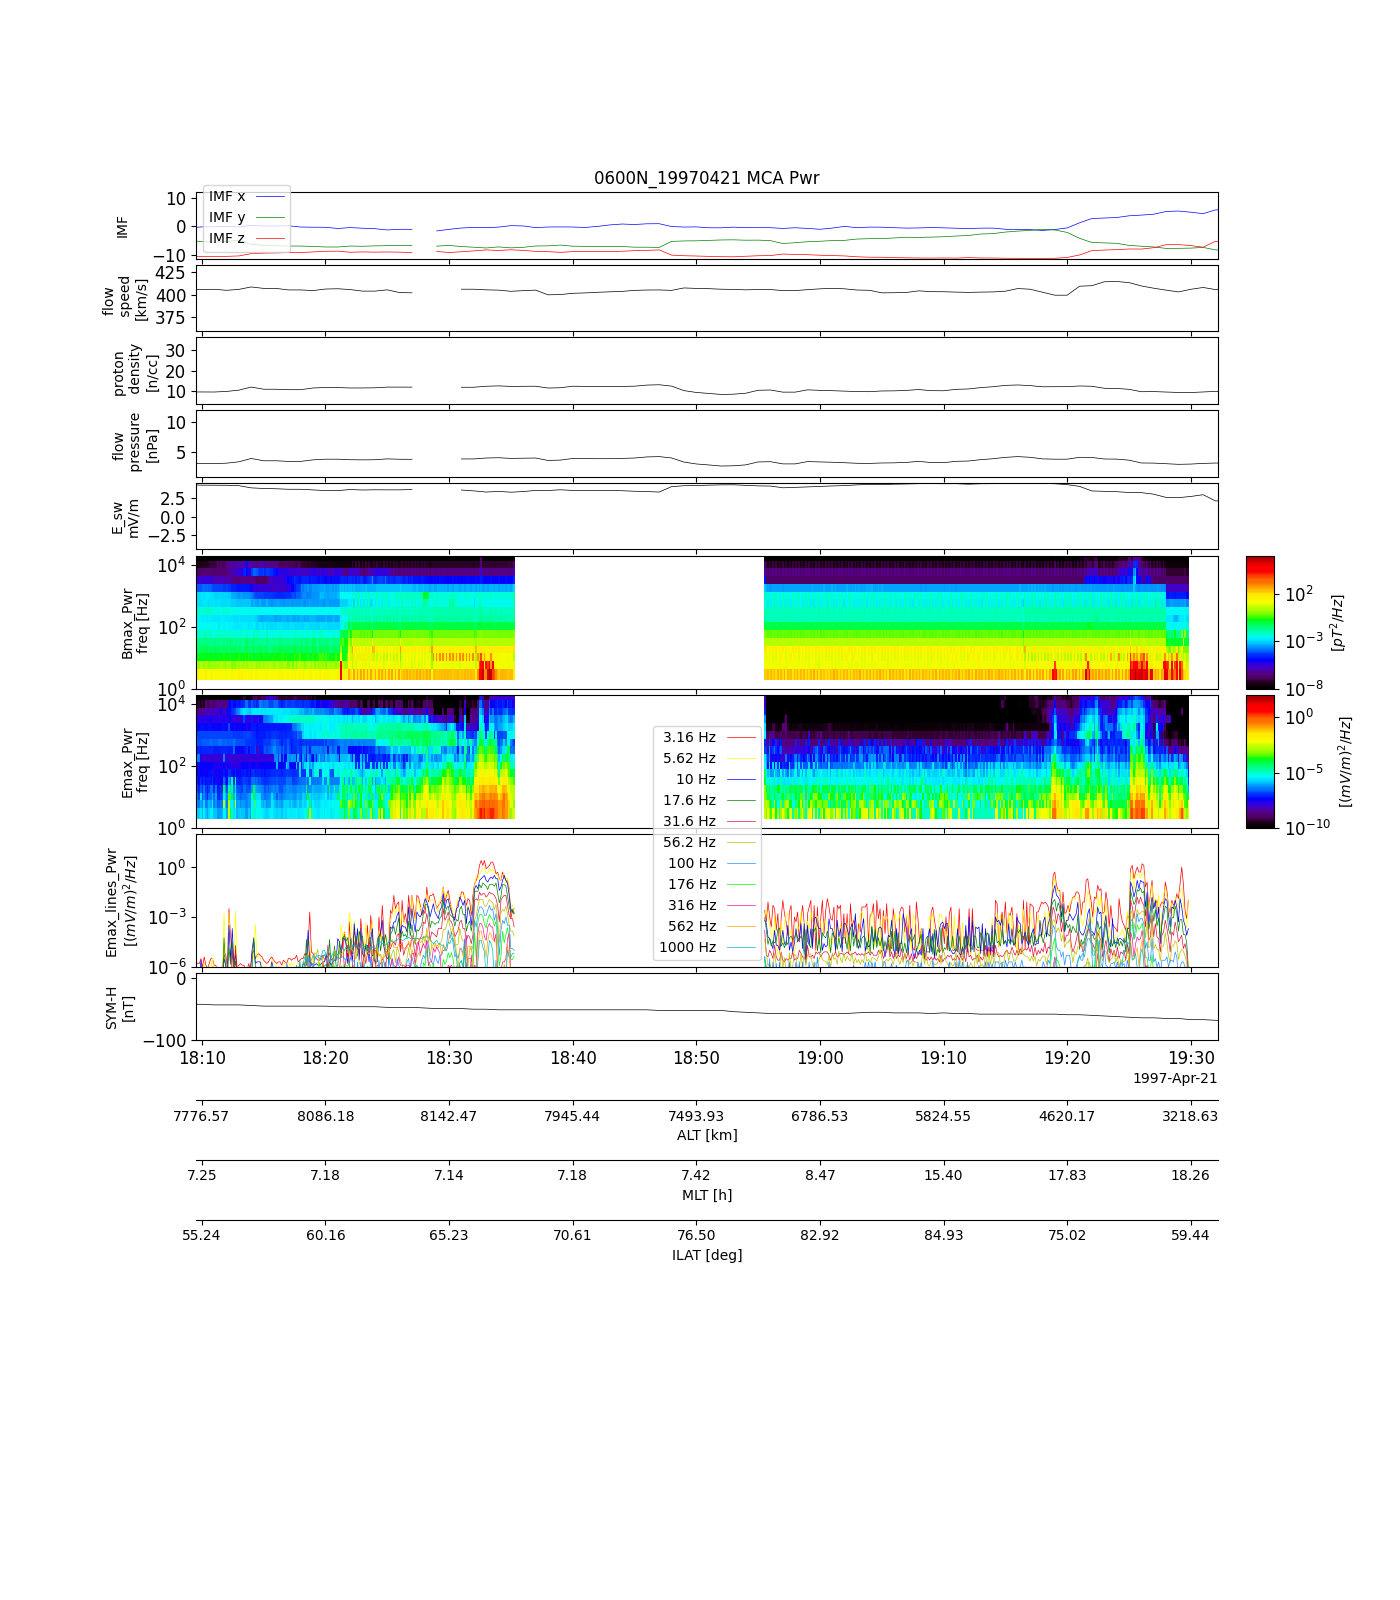 0600N_19970421 MCA Pwr
IMF
10
0
−10
IMF x
IMF y
IMF z
flow
speed
[km/s]
425
400
375
proton
density
[n/cc]
30
20
10
flow
pressure
[nPa]
10
5
E_sw
mV/m
2.5
0.0
−2.5
Bmax_Pwr
freq [Hz]
10^4
10^2
10^0
10^2
10^−3
10^−8
[pT^2/Hz]
Emax_Pwr
freq [Hz]
10^4
10^2
10^0
10^0
10^−5
10^−10
[(mV/m)^2/Hz]
3.16 Hz
5.62 Hz
10 Hz
17.6 Hz
31.6 Hz
56.2 Hz
100 Hz
176 Hz
316 Hz
562 Hz
1000 Hz
Emax_lines_Pwr
[(mV/m)^2/Hz]
10^0
10^−3
10^−6
SYM-H
[nT]
0
−100
18:10 18:20 18:30 18:40 18:50 19:00 19:10 19:20 19:30
1997-Apr-21
7776.57 8086.18 8142.47 7945.44 7493.93 6786.53 5824.55 4620.17 3218.63
ALT [km]
7.25 7.18 7.14 7.18 7.42 8.47 15.40 17.83 18.26
MLT [h]
55.24 60.16 65.23 70.61 76.50 82.92 84.93 75.02 59.44
ILAT [deg]